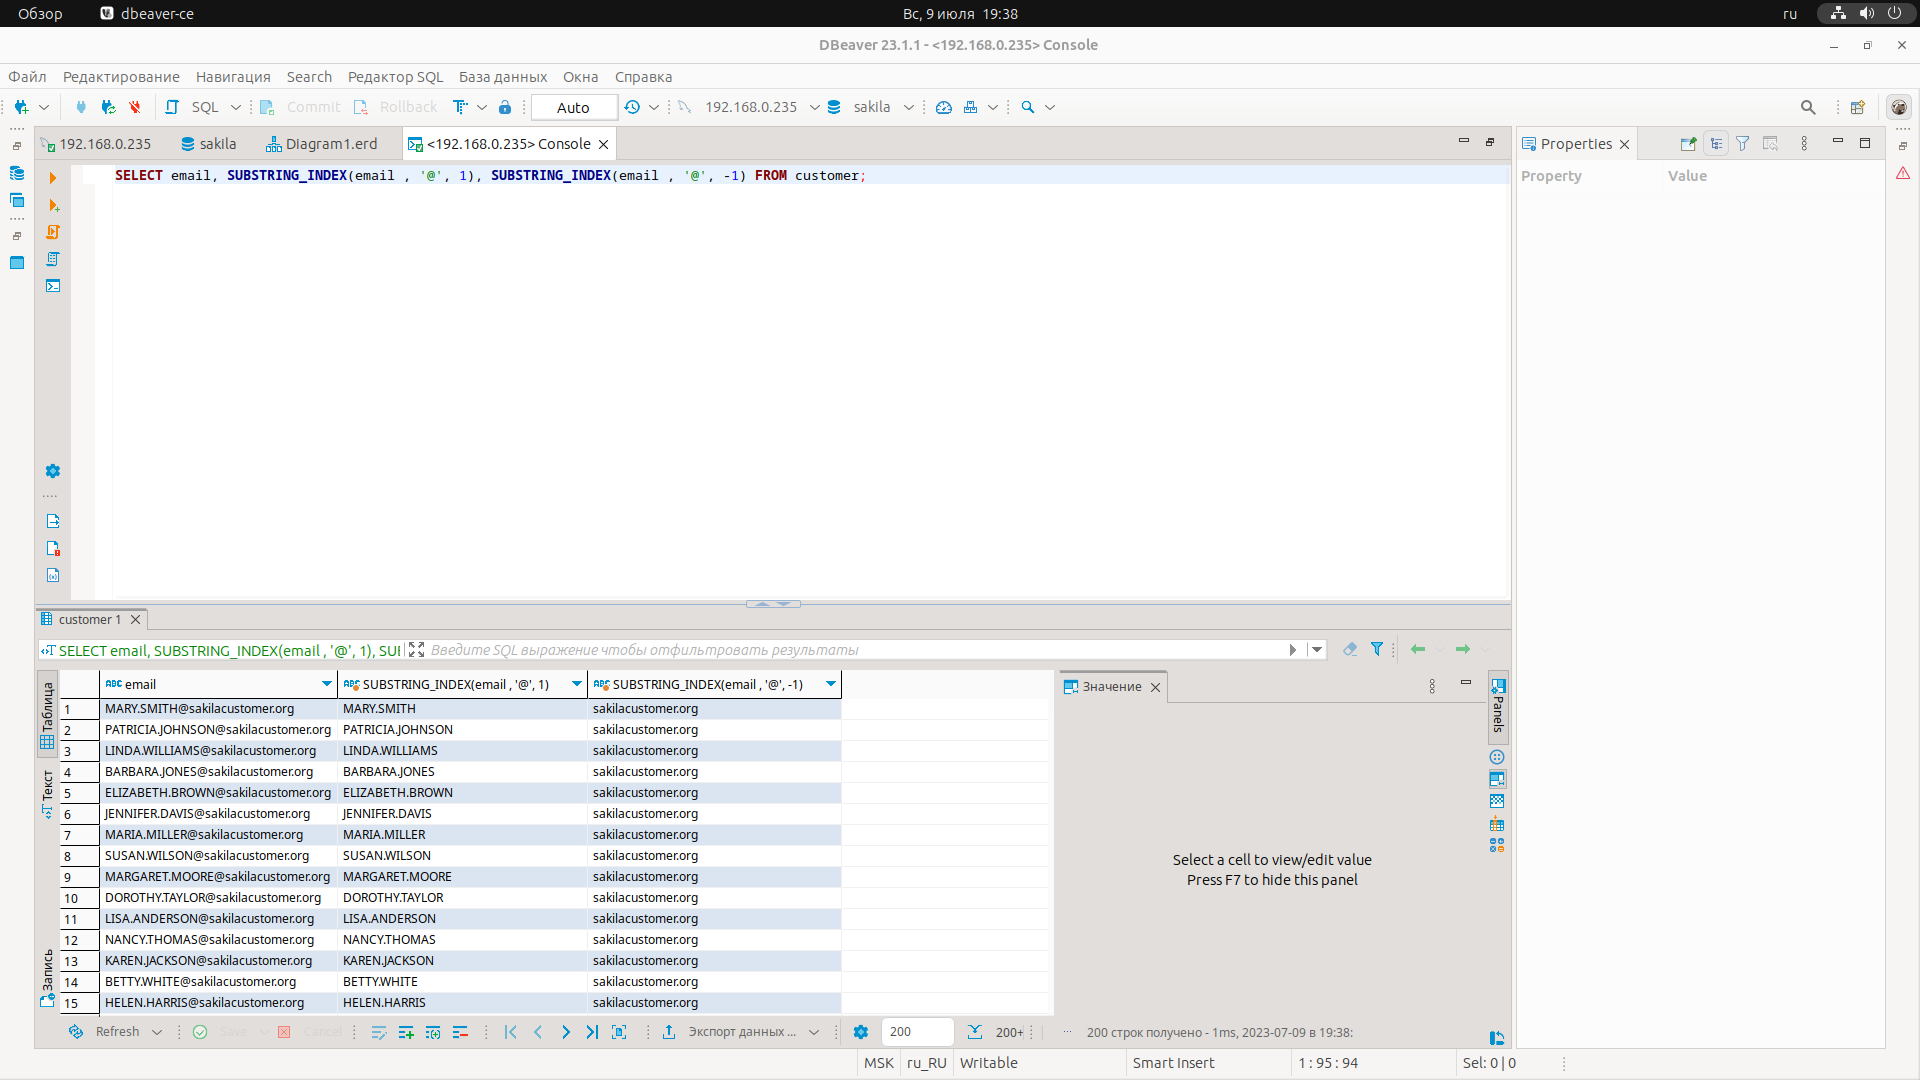 Обзор dbeaver-ce Вс, 9 июля 19:38 ru
DBeaver 23.1.1 - <192.168.0.235> Console
Файл Редактирование Навигация Search Редактор SQL База данных Окна Справка
SQL Commit Rollback Auto 192.168.0.235 sakila
192.168.0.235 sakila Diagram1.erd <192.168.0.235> Console
Properties
Property Value
SELECT email, SUBSTRING_INDEX(email , '@', 1), SUBSTRING_INDEX(email , '@', -1) FROM customer;
customer 1
SELECT email, SUBSTRING_INDEX(email , '@', 1), SUI Введите SQL выражение чтобы отфильтровать результаты
Таблица
Текст
Запись
email SUBSTRING_INDEX(email , '@', 1) SUBSTRING_INDEX(email , '@', -1)
1 MARY.SMITH@sakilacustomer.org MARY.SMITH sakilacustomer.org
2 PATRICIA.JOHNSON@sakilacustomer.org PATRICIA.JOHNSON sakilacustomer.org
3 LINDA.WILLIAMS@sakilacustomer.org LINDA.WILLIAMS sakilacustomer.org
4 BARBARA.JONES@sakilacustomer.org BARBARA.JONES sakilacustomer.org
5 ELIZABETH.BROWN@sakilacustomer.org ELIZABETH.BROWN sakilacustomer.org
6 JENNIFER.DAVIS@sakilacustomer.org JENNIFER.DAVIS sakilacustomer.org
7 MARIA.MILLER@sakilacustomer.org MARIA.MILLER sakilacustomer.org
8 SUSAN.WILSON@sakilacustomer.org SUSAN.WILSON sakilacustomer.org
9 MARGARET.MOORE@sakilacustomer.org MARGARET.MOORE sakilacustomer.org
10 DOROTHY.TAYLOR@sakilacustomer.org DOROTHY.TAYLOR sakilacustomer.org
11 LISA.ANDERSON@sakilacustomer.org LISA.ANDERSON sakilacustomer.org
12 NANCY.THOMAS@sakilacustomer.org NANCY.THOMAS sakilacustomer.org
13 KAREN.JACKSON@sakilacustomer.org KAREN.JACKSON sakilacustomer.org
14 BETTY.WHITE@sakilacustomer.org BETTY.WHITE sakilacustomer.org
15 HELEN.HARRIS@sakilacustomer.org HELEN.HARRIS sakilacustomer.org
Значение
Panels
Select a cell to view/edit value
Press F7 to hide this panel
Refresh Save Cancel Экспорт данных ... 200 200+ ... 200 строк получено - 1ms, 2023-07-09 в 19:38:
MSK ru_RU Writable Smart Insert 1 : 95 : 94 Sel: 0 | 0